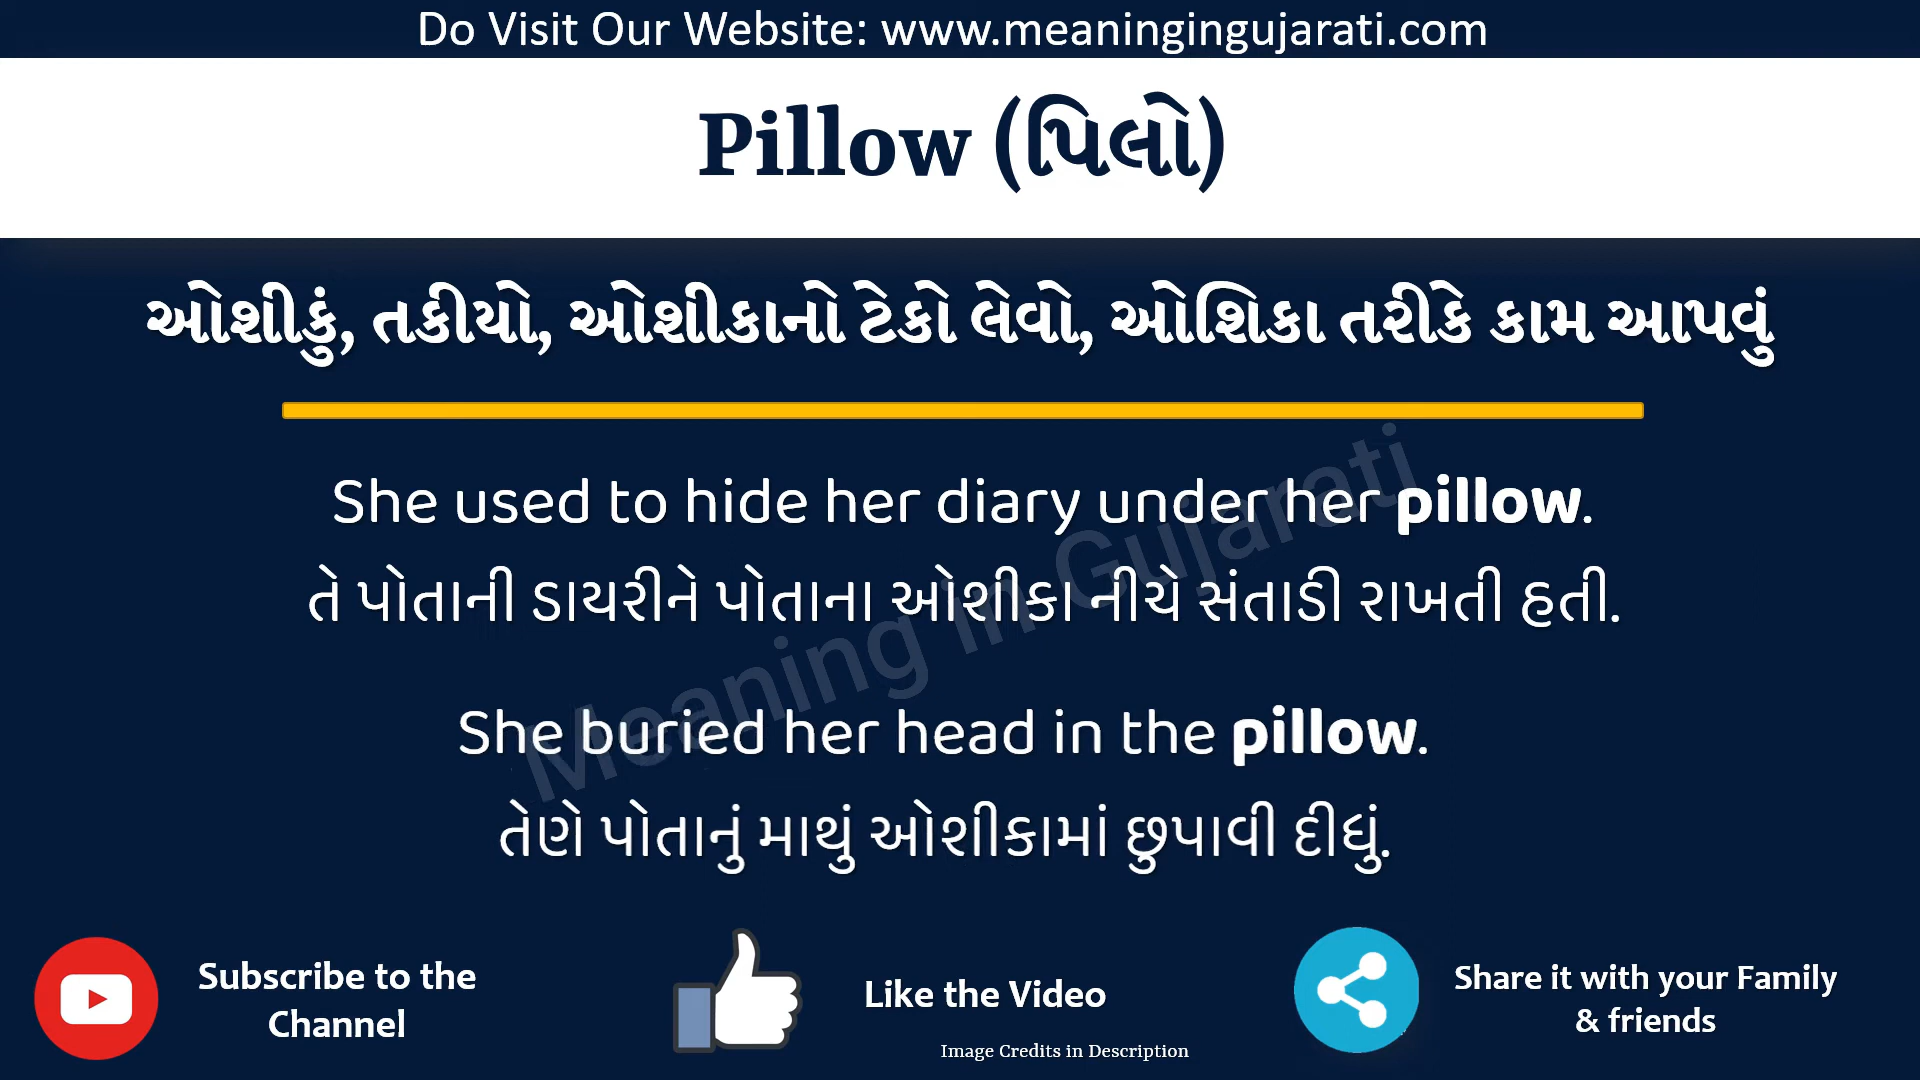 Do Visit Our Website: www.meaningingujarati.com
Pillow (પિલો)
ઓશીકું, તકીયો, ઓશીકાનો ટેકો લેવો, ઓશિકા તરીકે કામ આપવું
She used to hide her diary under her pillow.
તે પોતાની ડાયરીને પોતાના ઓશીકા નીચે સંતાડી રાખતી હતી.
She buried her head in the pillow.
તેણે પોતાનું માથું ઓશીકામાં છુપાવી દીધું.
Meaning in Gujarati
Subscribe to the
Channel
Like the Video
Share it with your Family
& friends
Image Credits in Description